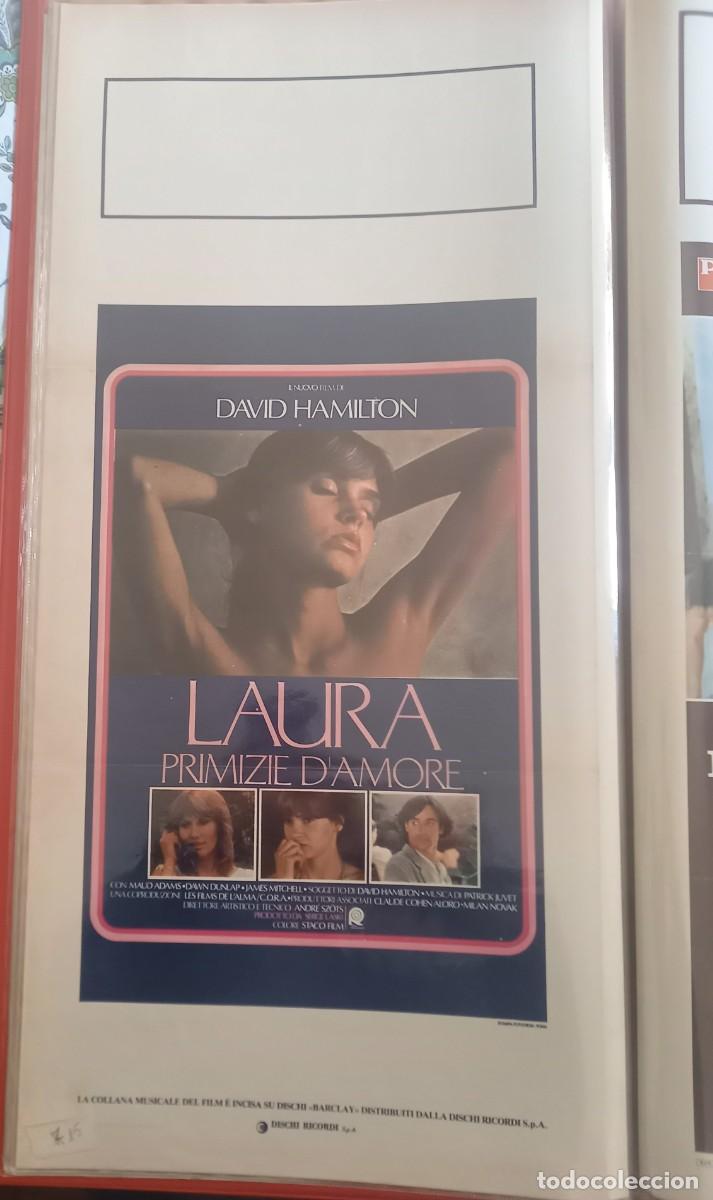 IL NUOVO FILM DI
DAVID HAMILTON
LAURA
PRIMIZIE D'AMORE
CON MAUD ADAMS • DAWN DUNLAP • JAMES MITCHELL • SOGGETTO DI DAVID HAMILTON • MUSICA DI PATRICK JUVET
UNA COPRODUZIONE LES FILMS DE L'ALMA/C.O.R.A. • PRODUTTORI ASSOCIATI CLAUDE COHEN ALORO • MILAN NOVAK
DIRETTORE ARTISTICO E TECNICO ANDRÉ SZÖTS
PRODOTTO DA SERGE LASKI
COLORE STACO FILM
LA COLLANA MUSICALE DEL FILM È INCISA SU DISCHI «BARCLAY» DISTRIBUITI DALLA DISCHI RICORDI S.p.A.
DISCHI RICORDI S.p.A
P
todocoleccion
todocoleccion